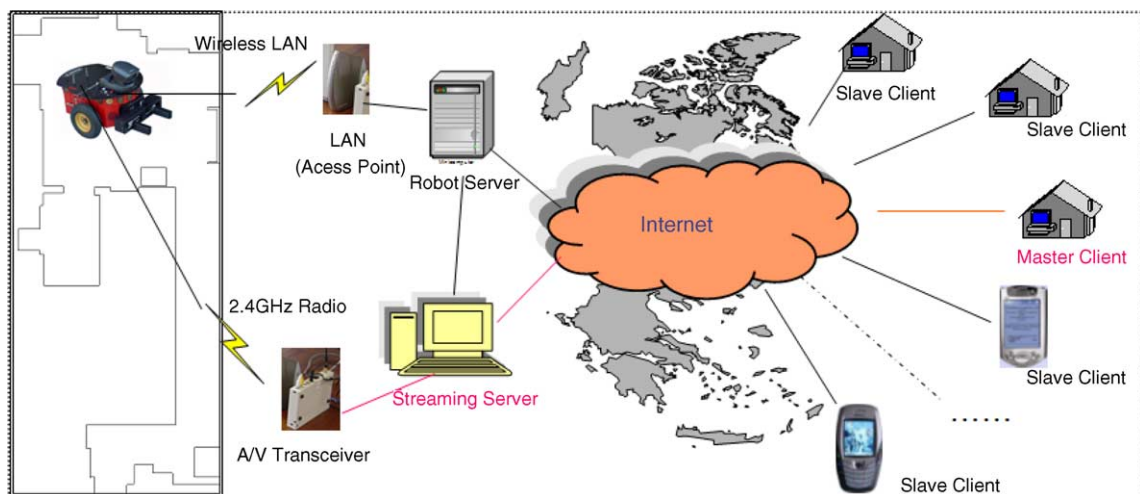 Wireless LAN
LAN
(Acess Point)
Robot Server
Internet
Slave Client
Slave Client
Master Client
Slave Client
......
Slave Client
2.4GHz Radio
Streaming Server
A/V Transceiver